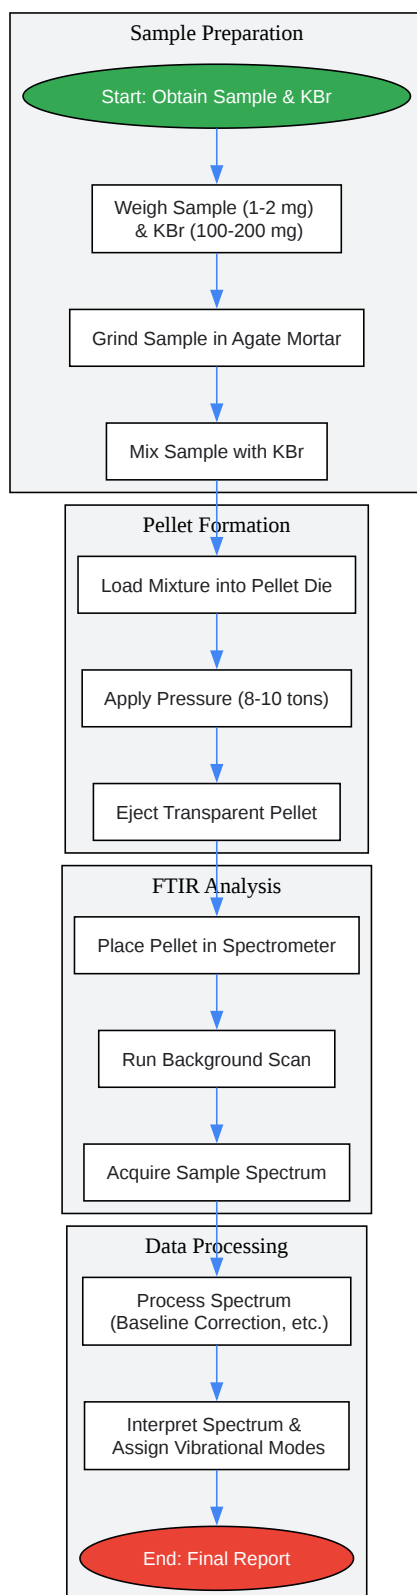 Sample Preparation
Start: Obtain Sample & KBr
Weigh Sample (1-2 mg)
& KBr (100-200 mg)
Grind Sample in Agate Mortar
Mix Sample with KBr
Pellet Formation
Load Mixture into Pellet Die
Apply Pressure (8-10 tons)
Eject Transparent Pellet
FTIR Analysis
Place Pellet in Spectrometer
Run Background Scan
Acquire Sample Spectrum
Data Processing
Process Spectrum
(Baseline Correction, etc.)
Interpret Spectrum &
Assign Vibrational Modes
End: Final Report